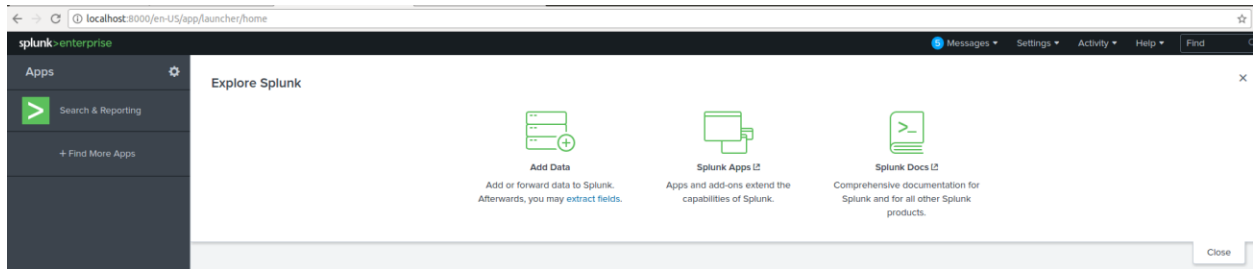 localhost:8000/en-US/app/launcher/home
splunk>enterprise
5 Messages Settings Activity Help Find
Apps
Explore Splunk
Search & Reporting
+ Find More Apps
Add Data
Add or forward data to Splunk.
Afterwards, you may extract fields.
Splunk Apps
Apps and add-ons extend the
capabilities of Splunk.
Splunk Docs
Comprehensive documentation for
Splunk and for all other Splunk
products.
Close